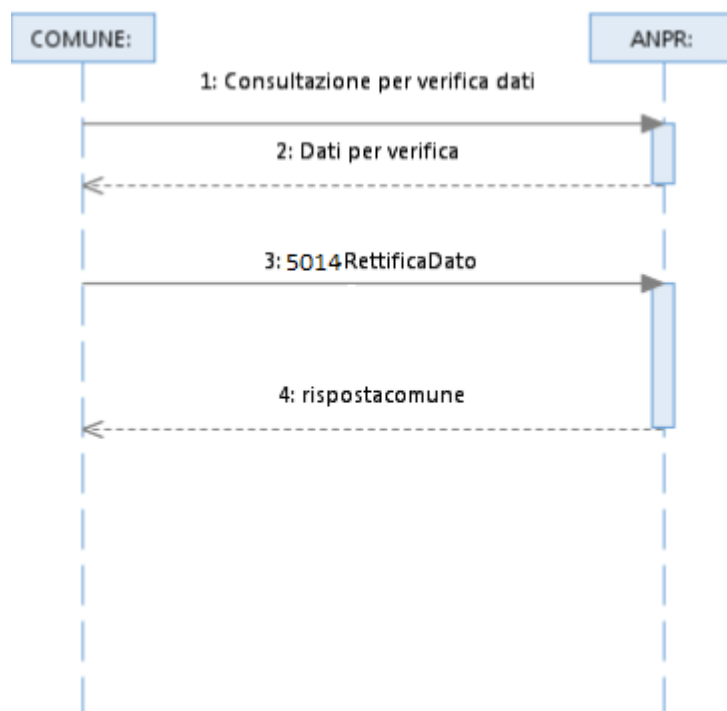 COMUNE:
ANPR:
1: Consultazione per verifica dati
2: Dati per verifica
3: 5014RettificaDato
4: rispostacomune